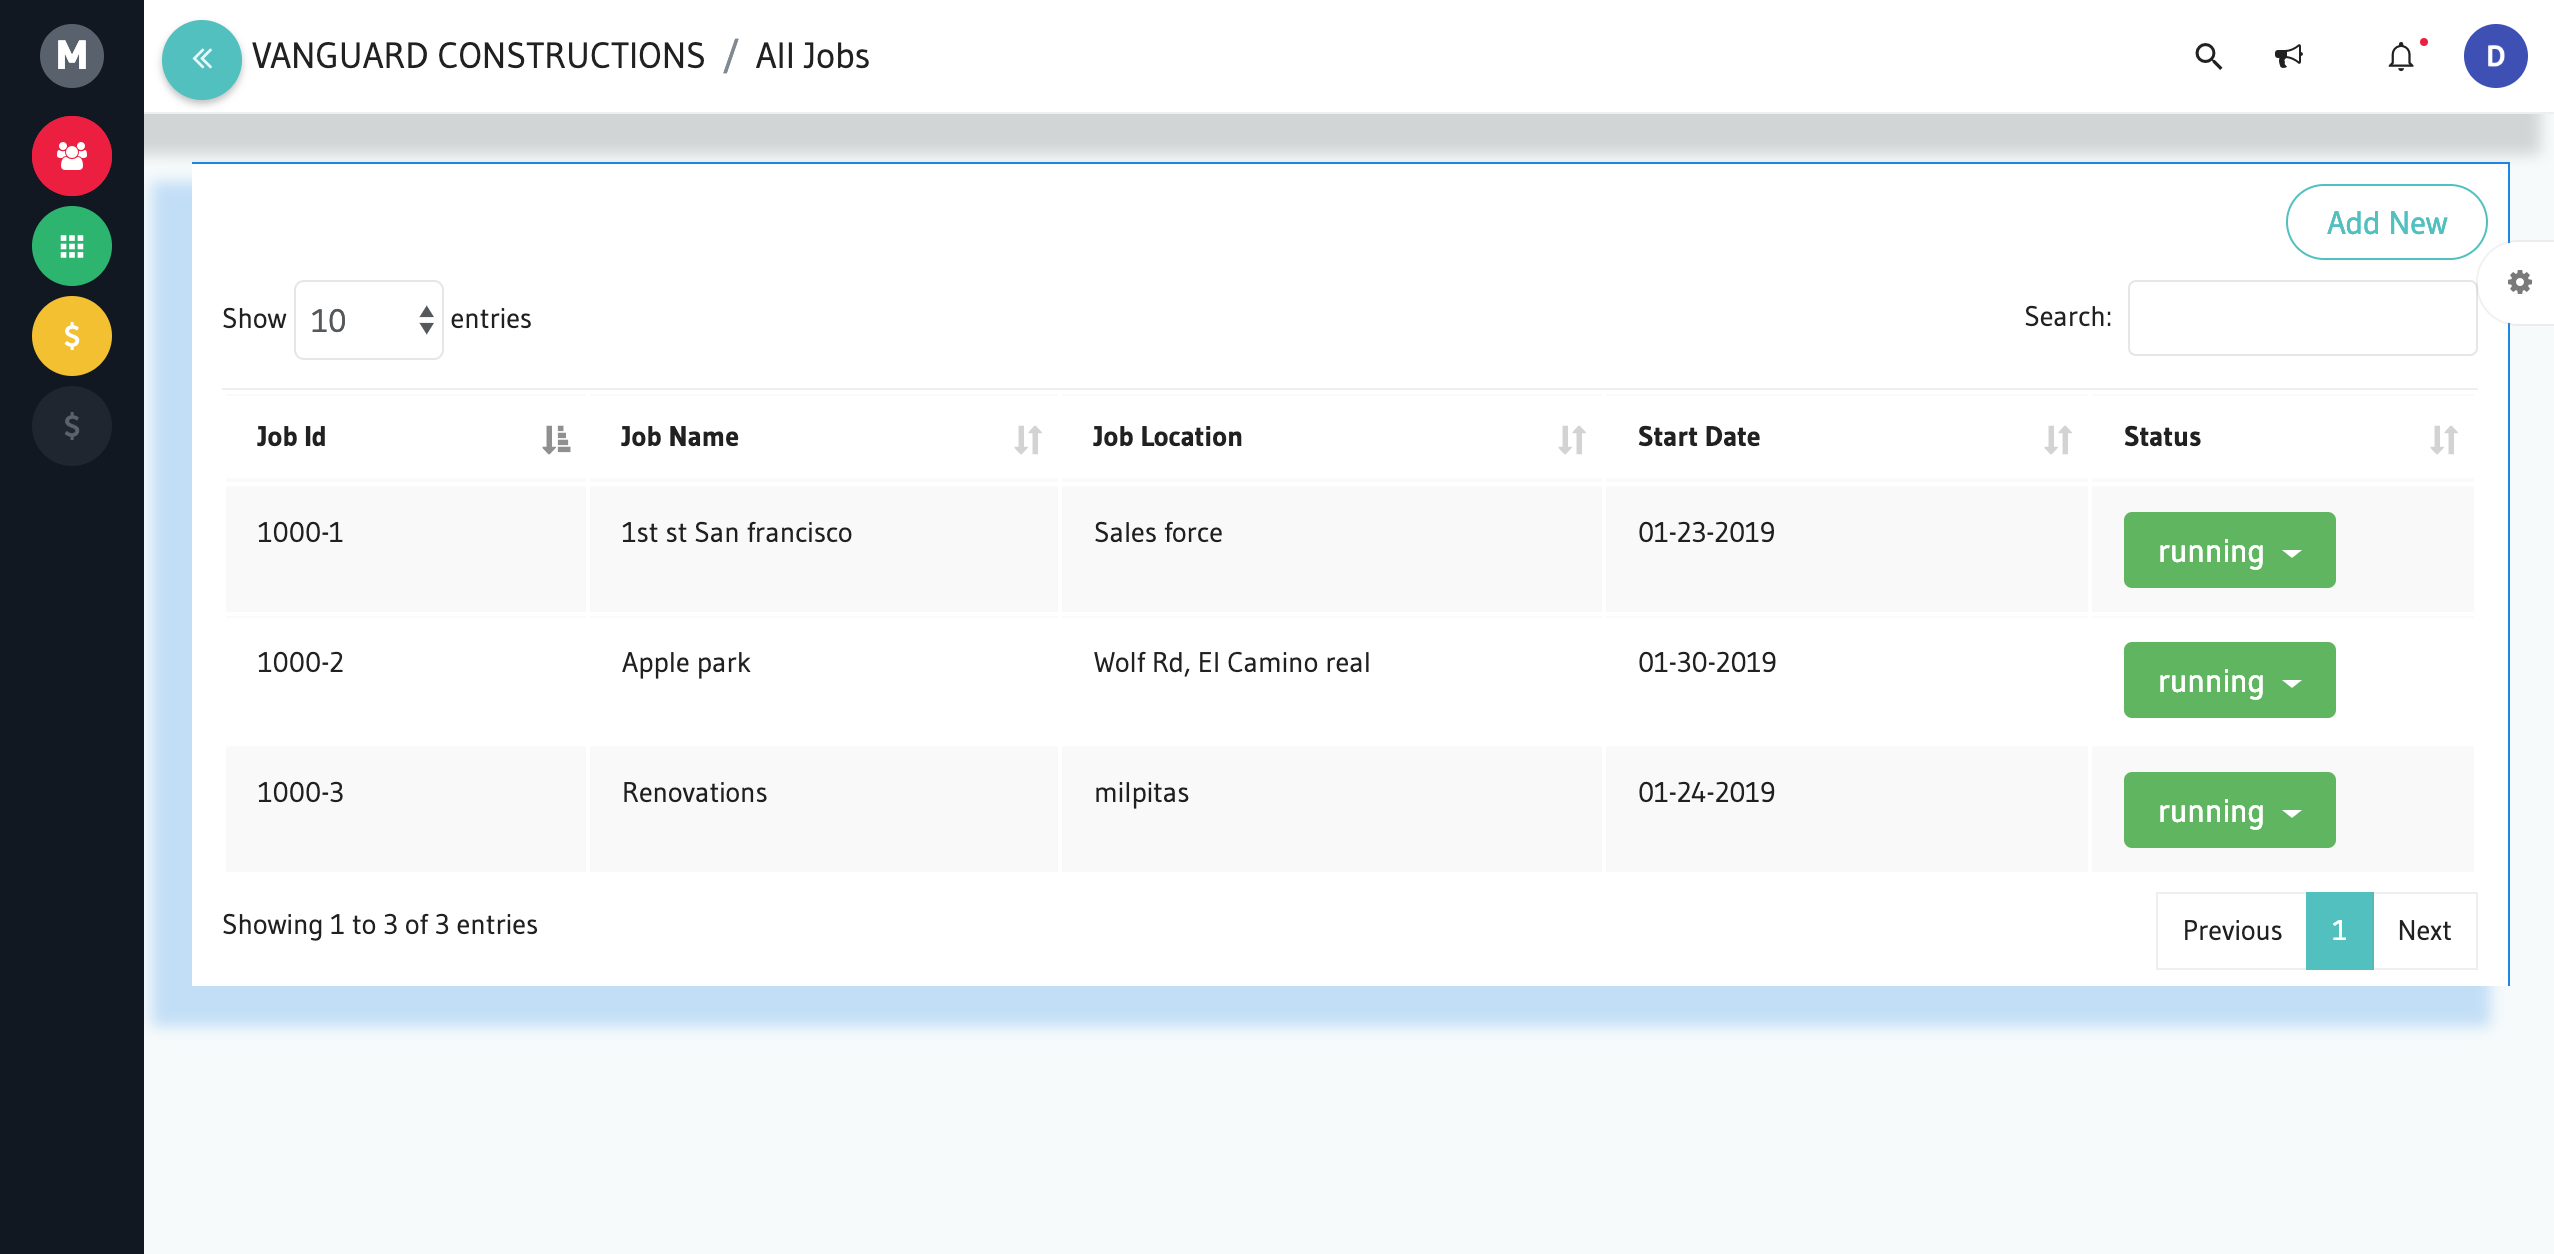 M
VANGUARD CONSTRUCTIONS / All Jobs
D
$
$
Add New
Show 10 entries
Search:
Job Id Job Name Job Location Start Date Status
1000-1 1st st San francisco Sales force 01-23-2019 running
1000-2 Apple park Wolf Rd, El Camino real 01-30-2019 running
1000-3 Renovations milpitas 01-24-2019 running
Showing 1 to 3 of 3 entries
Previous 1 Next